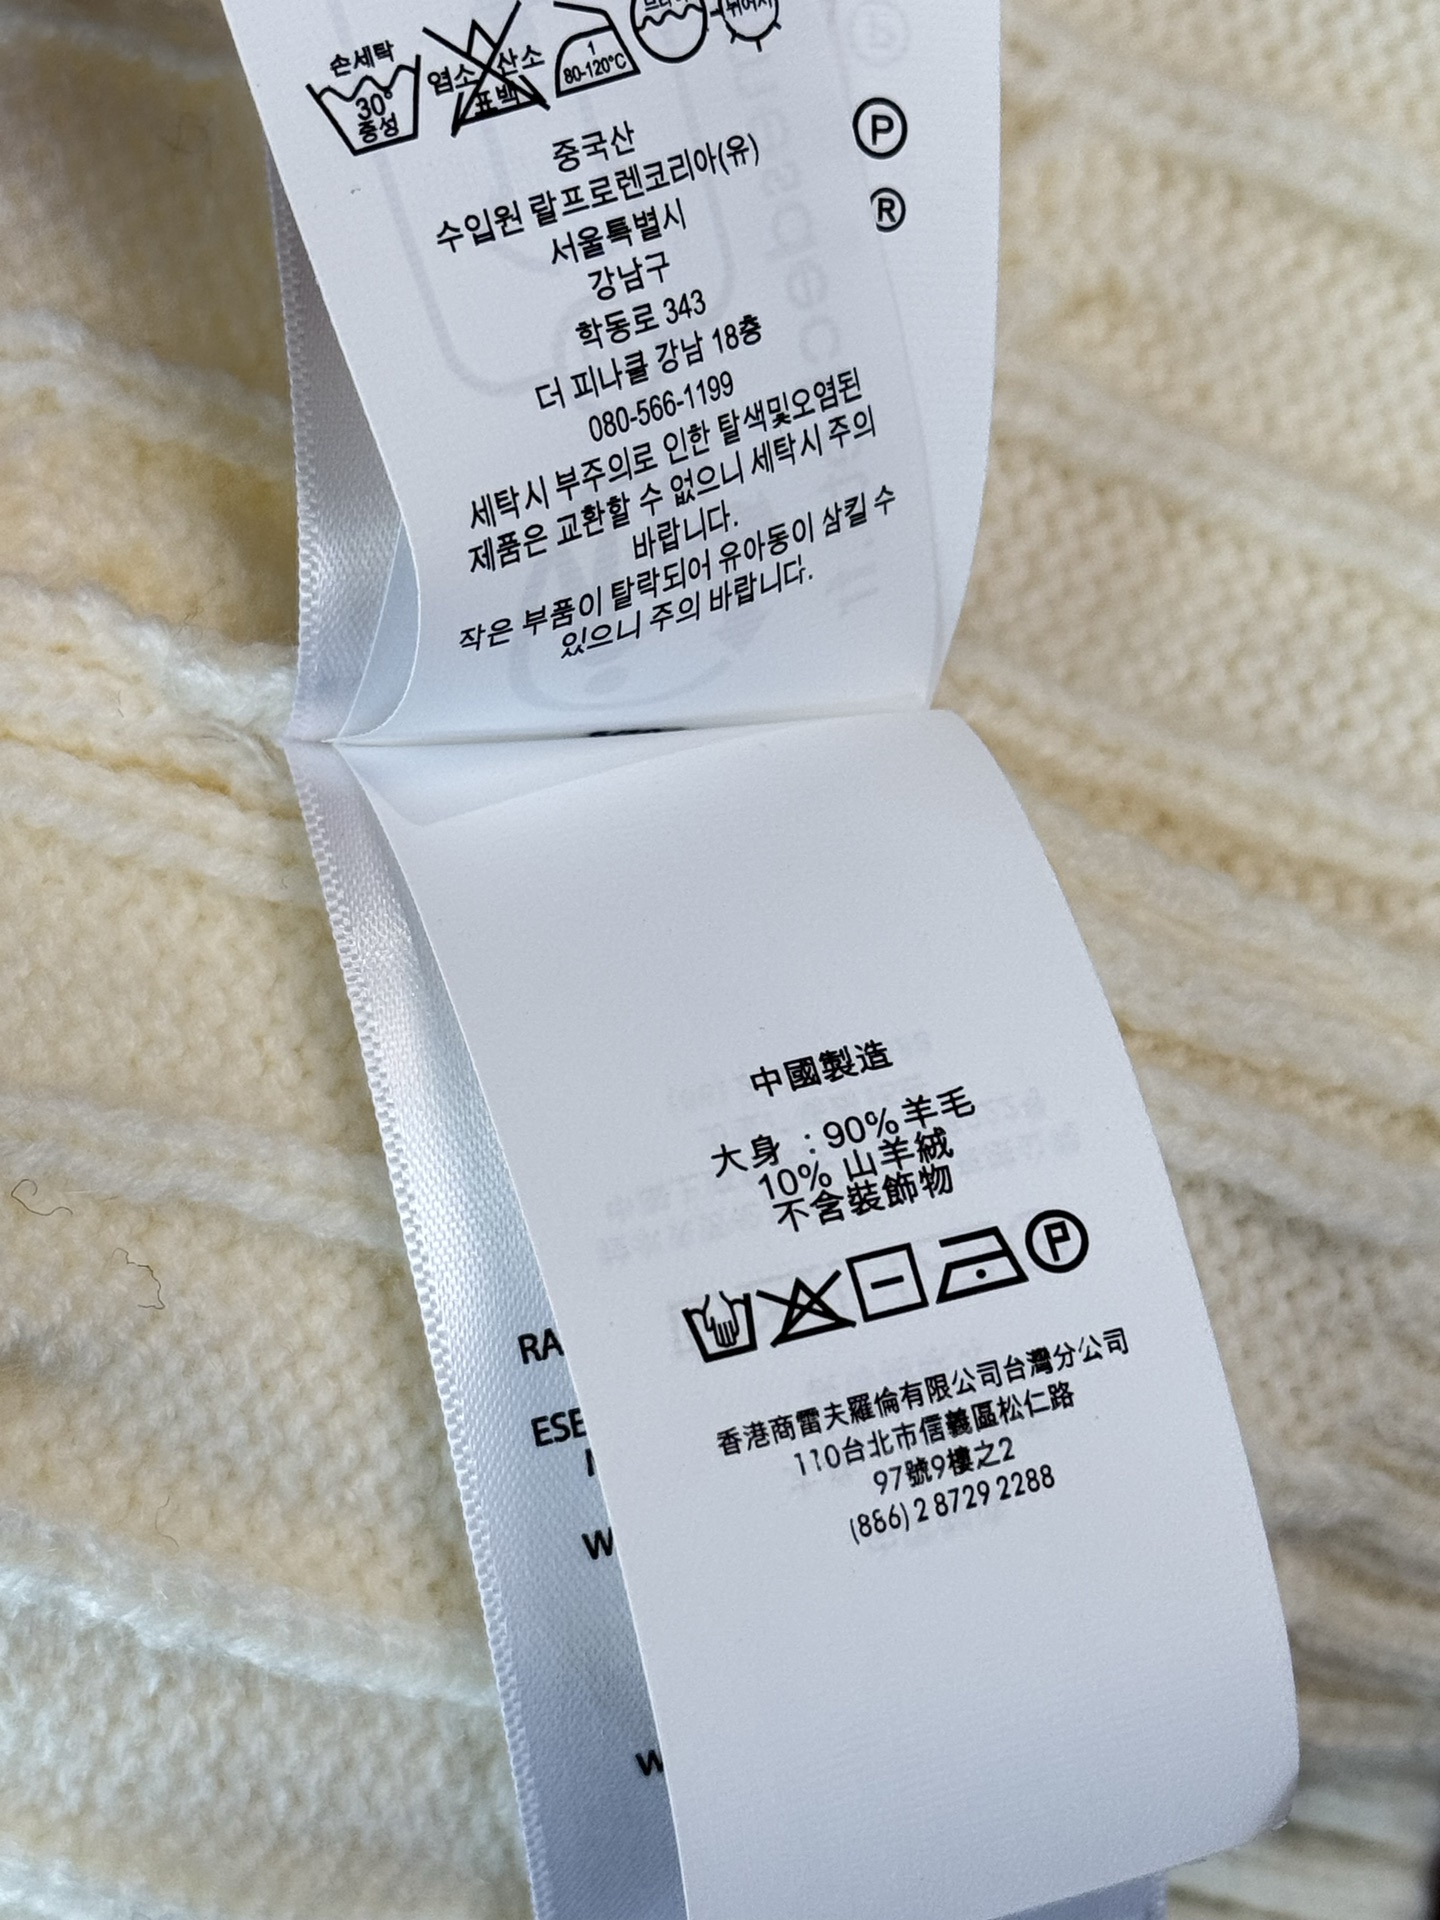 손세탁
30°
중성
염소 산소
표백
1
80-120°C
P
R
중국산
수입원 랄프로렌코리아(유)
서울특별시
강남구
학동로 343
더 피나클 강남 18층
080-566-1199
세탁시 부주의로 인한 탈색및오염된
제품은 교환할 수 없으니 세탁시 주의
바랍니다.
작은 부품이 탈락되어 유아동이 삼킬 수
있으니 주의 바랍니다.
中國製造
大身 : 90%羊毛
10% 山羊絨
不含裝飾物
P
香港商雷夫羅倫有限公司台灣分公司
110台北市信義區松仁路
97號9樓之2
(886) 2 8729 2288
RA
ESE
W
W